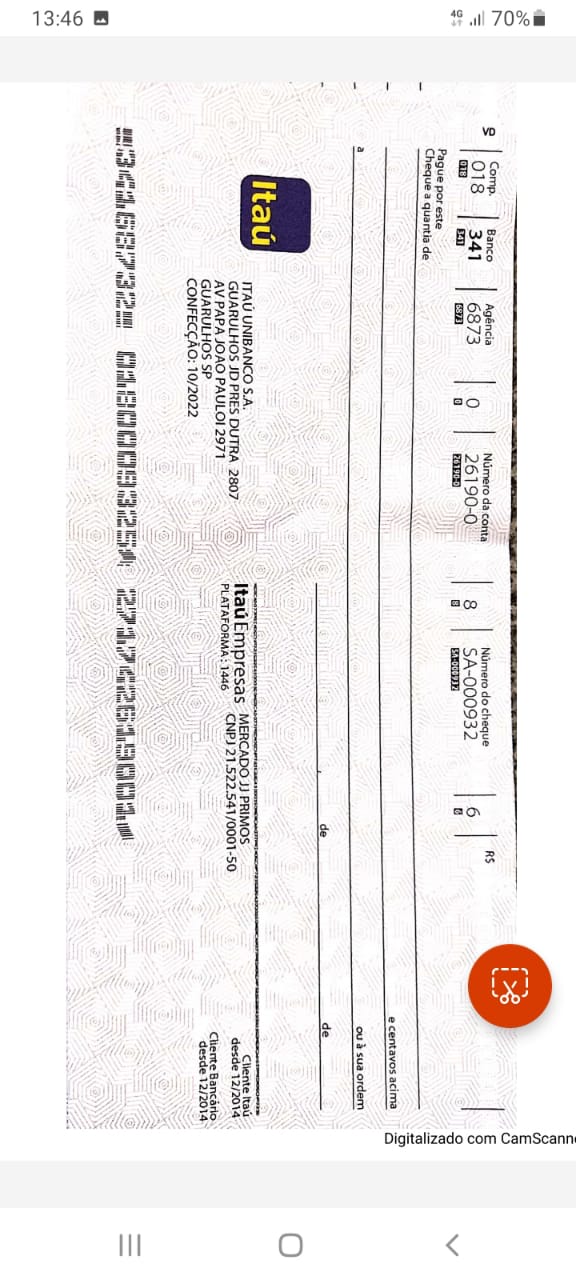 13:46
4G 70%
VD
Comp. Banco Agência Número da conta Número do cheque R$
018 341 6873 0 26190-0 8 SA-000932 6
018 341 6873 0 26190-0 8 SA-000932 6
Pague por este
Cheque a quantia de
e centavos acima
a ou à sua ordem
de de
Itaú
ITAÚ UNIBANCO S.A.
GUARULHOS JD PRES DUTRA 2807
AV PAPA JOAO PAULOI 2971
GUARULHOS SP
CONFECÇÃO: 10/2022
Itaú Empresas
PLATAFORMA: 1446
MERCADO JJ PRIMOS
CNPJ 21.522.541/0001-50
Cliente Itaú
desde 12/2014
Cliente Bancário
desde 12/2014
Digitalizado com CamScann